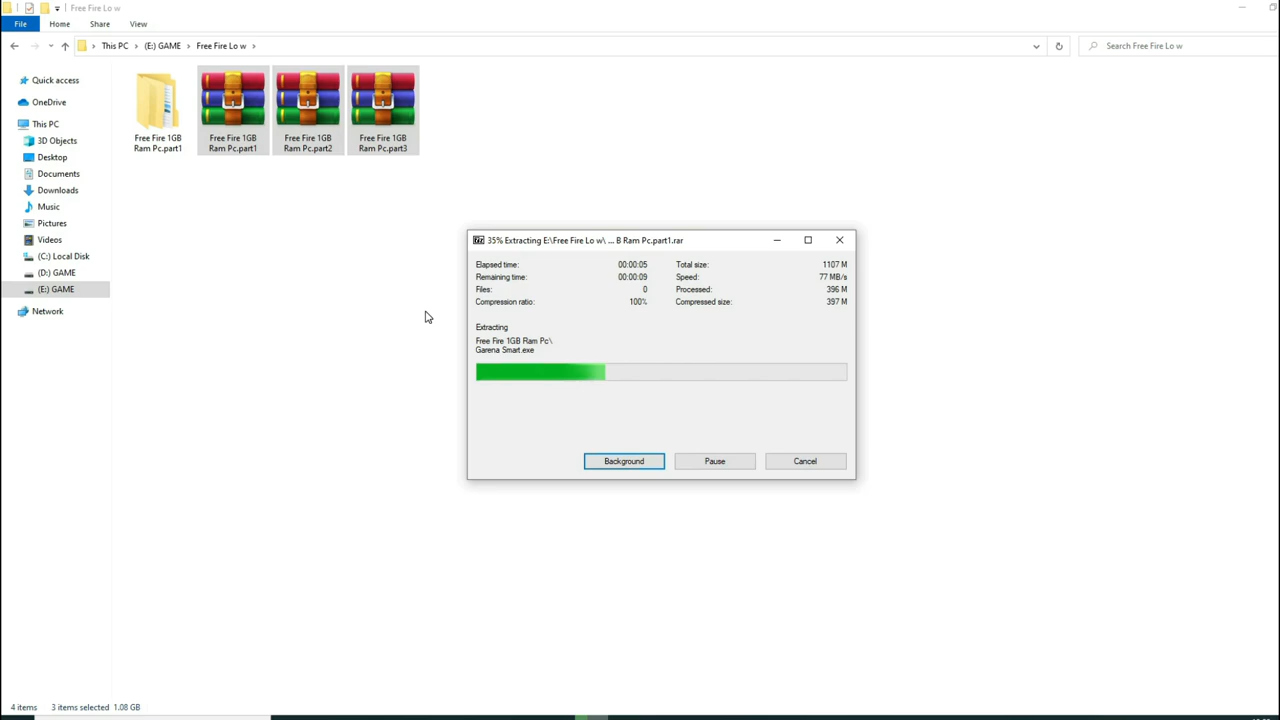 Free Fire Lo w
File Home Share View
This PC (E:) GAME Free Fire Lo w Search Free Fire Lo w
Quick access
OneDrive
This PC
3D Objects
Desktop
Documents
Downloads
Music
Pictures
Videos
(C:) Local Disk
(D:) GAME
(E:) GAME
Network
Free Fire 1GB
Ram Pc.part1
Free Fire 1GB
Ram Pc.part1
Free Fire 1GB
Ram Pc.part2
Free Fire 1GB
Ram Pc.part3
35% Extracting E:\Free Fire Lo w\ ... B Ram Pc.part1.rar
Elapsed time: 00:00:05 Total size: 1107 M
Remaining time: 00:00:09 Speed: 77 MB/s
Files: 0 Processed: 396 M
Compression ratio: 100% Compressed size: 397 M
Extracting
Free Fire 1GB Ram Pc\
Garena Smart.exe
Background Pause Cancel
4 items 3 items selected 1.08 GB